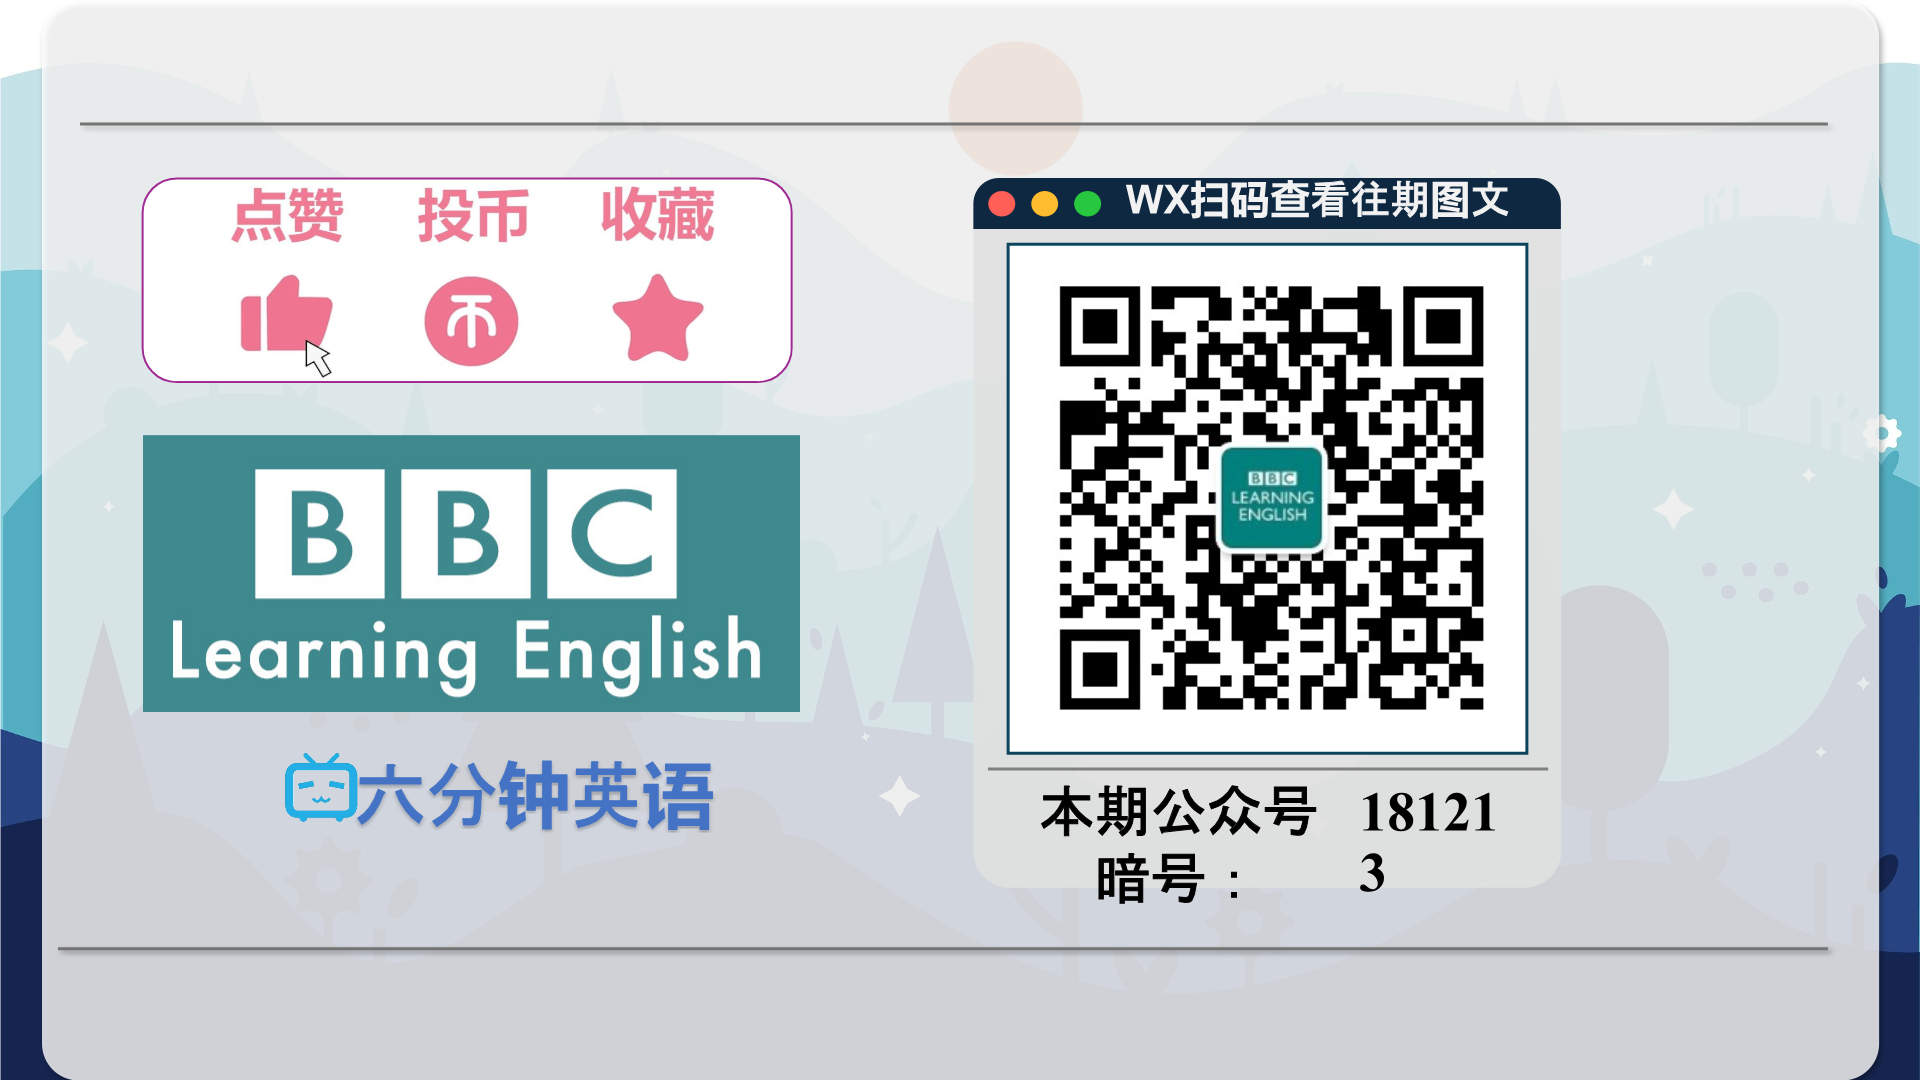 点赞 投币 收藏
BBC
Learning English
六分钟英语
WX扫码查看往期图文
BBC
LEARNING
ENGLISH
本期公众号 18121
暗号： 3